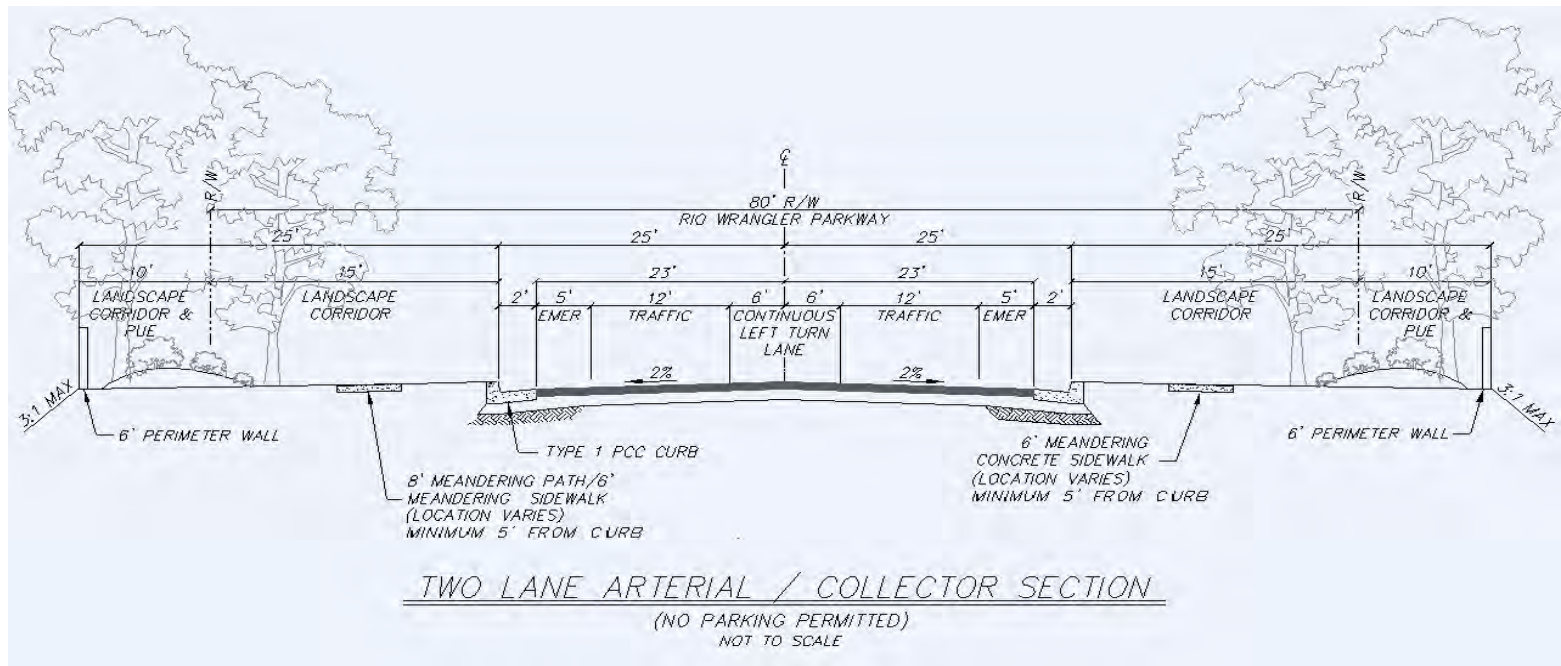 ℄
R/W
R/W
80' R/W
RIO WRANGLER PARKWAY
25' 25' 25' 25'
10' 15' 23' 23' 15' 10'
LANDSCAPE
CORRIDOR &
PUE
LANDSCAPE
CORRIDOR
2' 5' 12' 6' 6' 12' 5' 2'
EMER
TRAFFIC
CONTINUOUS
LEFT TURN
LANE
TRAFFIC
EMER
LANDSCAPE
CORRIDOR
LANDSCAPE
CORRIDOR &
PUE
2% 2%
3:1 MAX
6' PERIMETER WALL
TYPE 1 PCC CURB
8' MEANDERING PATH/6'
MEANDERING SIDEWALK
(LOCATION VARIES)
MINIMUM 5' FROM CURB
6' MEANDERING
CONCRETE SIDEWALK
(LOCATION VARIES)
MINIMUM 5' FROM CURB
6' PERIMETER WALL
3:1 MAX
TWO LANE ARTERIAL / COLLECTOR SECTION
(NO PARKING PERMITTED)
NOT TO SCALE